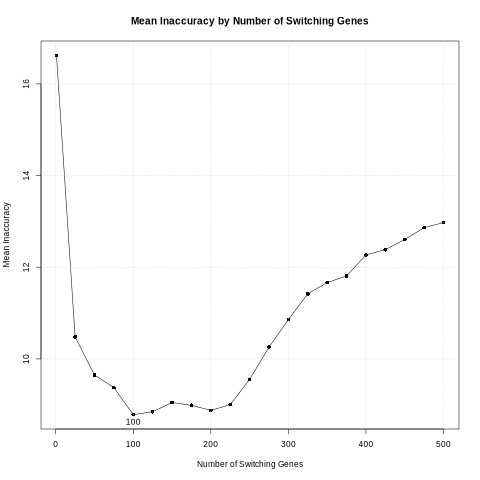 Mean Inaccuracy by Number of Switching Genes
16
14
12
10
Mean Inaccuracy
100
0 100 200 300 400 500
Number of Switching Genes